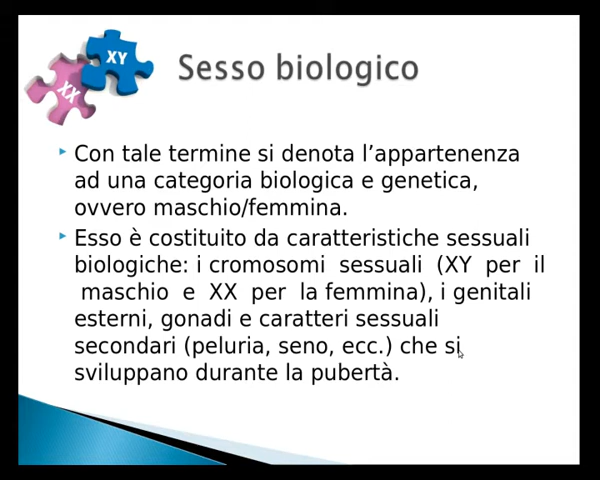 XY
XX
Sesso biologico
Con tale termine si denota l’appartenenza
ad una categoria biologica e genetica,
ovvero maschio/femmina.
Esso è costituito da caratteristiche sessuali
biologiche: i cromosomi sessuali (XY per il
maschio e XX per la femmina), i genitali
esterni, gonadi e caratteri sessuali
secondari (peluria, seno, ecc.) che si
sviluppano durante la pubertà.